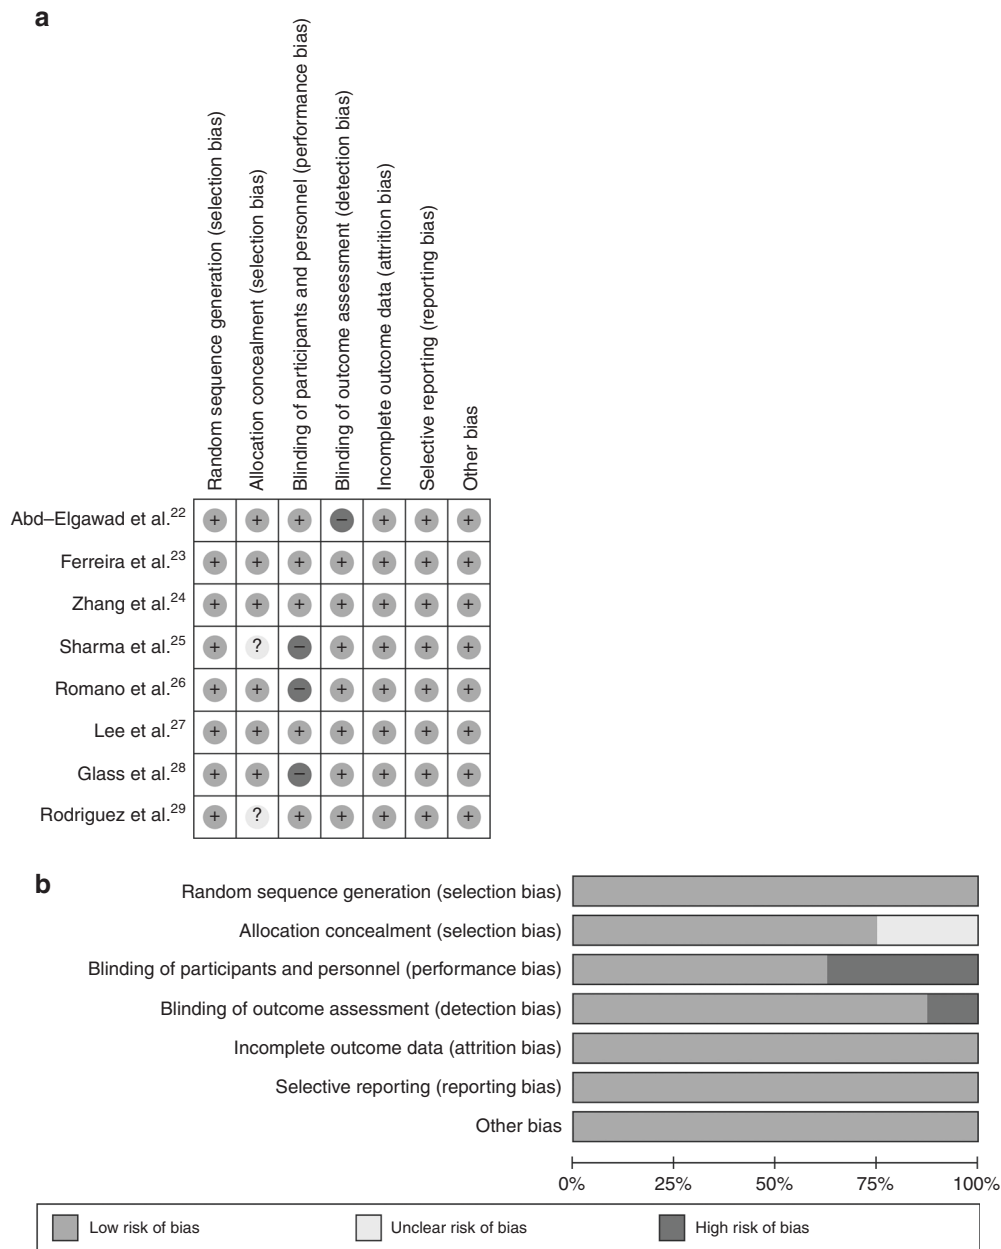 a
Random sequence generation (selection bias)
Allocation concealment (selection bias)
Blinding of participants and personnel (performance bias)
Blinding of outcome assessment (detection bias)
Incomplete outcome data (attrition bias)
Selective reporting (reporting bias)
Other bias
Abd–Elgawad et al.22 + + + − + + +
Ferreira et al.23 + + + + + + +
Zhang et al.24 + + + + + + +
Sharma et al.25 + ? − + + + +
Romano et al.26 + + − + + + +
Lee et al.27 + + + + + + +
Glass et al.28 + + − + + + +
Rodriguez et al.29 + ? + + + + +
b
Random sequence generation (selection bias)
Allocation concealment (selection bias)
Blinding of participants and personnel (performance bias)
Blinding of outcome assessment (detection bias)
Incomplete outcome data (attrition bias)
Selective reporting (reporting bias)
Other bias
0% 25% 50% 75% 100%
Low risk of bias Unclear risk of bias High risk of bias